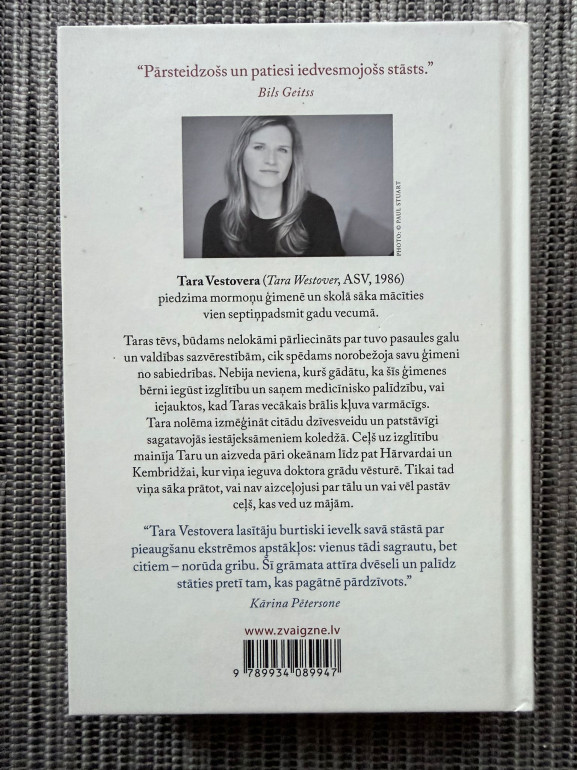 “Pārsteidzošs un patiesi iedvesmojošs stāsts.”
Bils Geitss
PHOTO: © PAUL STUART
Tara Vestovera (Tara Westover, ASV, 1986)
piedzima mormoņu ģimenē un skolā sāka mācīties
vien septiņpadsmit gadu vecumā.
Taras tēvs, būdams nelokāmi pārliecināts par tuvo pasaules galu
un valdības sazvērestībām, cik spēdams norobežoja savu ģimeni
no sabiedrības. Nebija neviena, kurš gādātu, ka šīs ģimenes
bērni iegūst izglītību un saņem medicīnisko palīdzību, vai
iejauktos, kad Taras vecākais brālis kļuva varmācīgs.
Tara nolēma izmēģināt citādu dzīvesveidu un patstāvīgi
sagatavojās iestājeksāmeniem koledžā. Ceļš uz izglītību
mainīja Taru un aizveda pāri okeānam līdz pat Hārvardai un
Kembridžai, kur viņa ieguva doktora grādu vēsturē. Tikai tad
viņa sāka prātot, vai nav aizceļojusi par tālu un vai vēl pastāv
ceļš, kas ved uz mājām.
“Tara Vestovera lasītāju burtiski ievelk savā stāstā par
pieaugšanu ekstrēmos apstākļos: vienus tādi sagrautu, bet
citiem – norūda gribu. Šī grāmata attīra dvēseli un palīdz
stāties pretī tam, kas pagātnē pārdzīvots.”
Kārina Pētersone
www.zvaigzne.lv
9 789934 089947